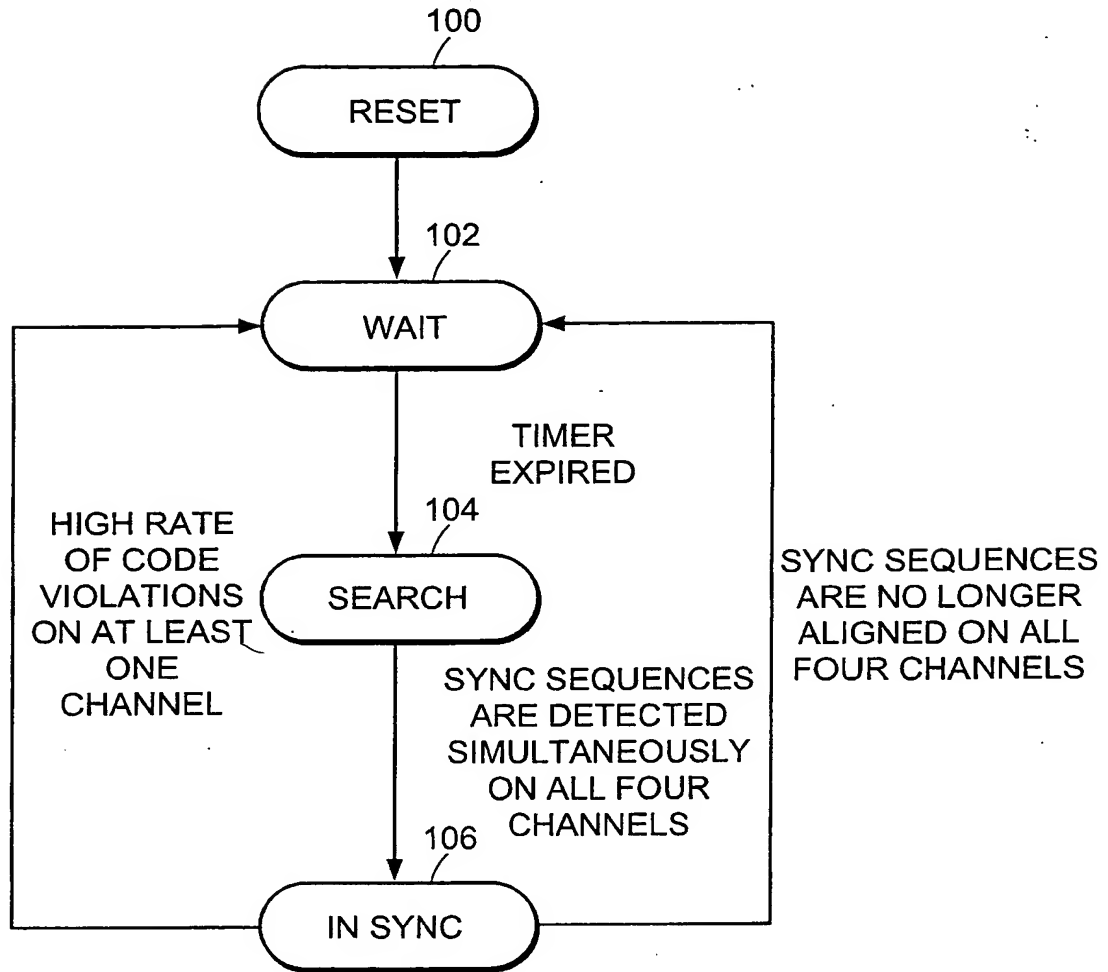 100
RESET
102
WAIT
TIMER
EXPIRED
104
SEARCH
HIGH RATE
OF CODE
VIOLATIONS
ON AT LEAST
ONE
CHANNEL
SYNC SEQUENCES
ARE NO LONGER
ALIGNED ON ALL
FOUR CHANNELS
SYNC SEQUENCES
ARE DETECTED
SIMULTANEOUSLY
ON ALL FOUR
CHANNELS
106
IN SYNC